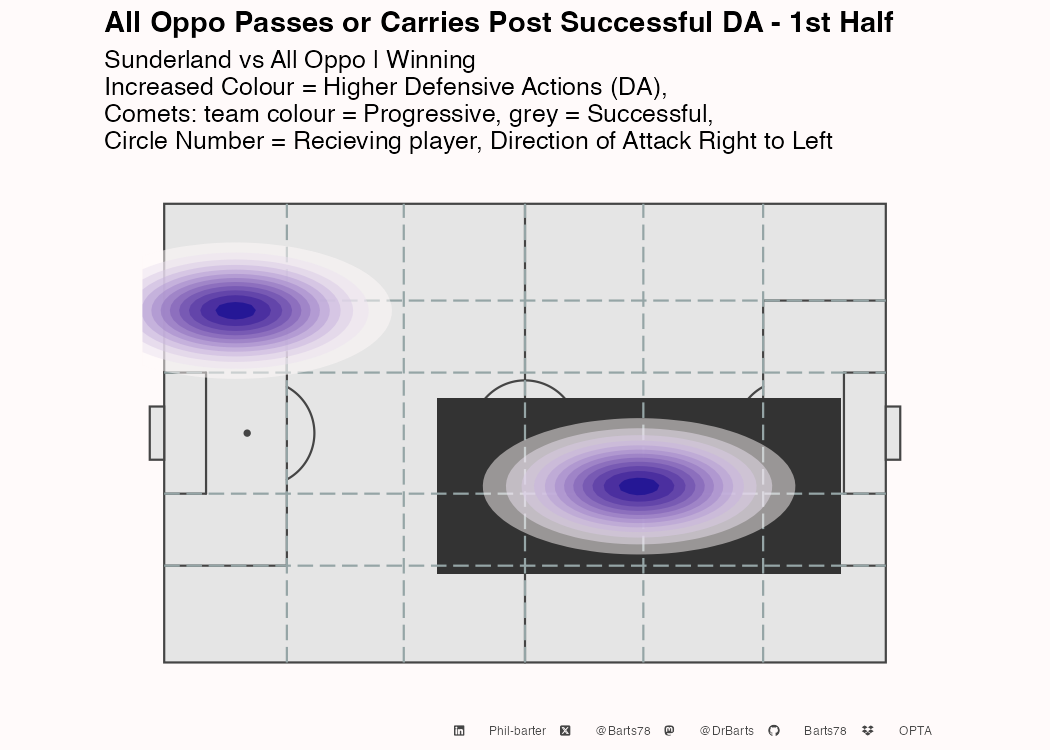 All Oppo Passes or Carries Post Successful DA - 1st Half
Sunderland vs All Oppo | Winning
Increased Colour = Higher Defensive Actions (DA),
Comets: team colour = Progressive, grey = Successful,
Circle Number = Recieving player, Direction of Attack Right to Left
Phil-barter @Barts78 @DrBarts Barts78 OPTA